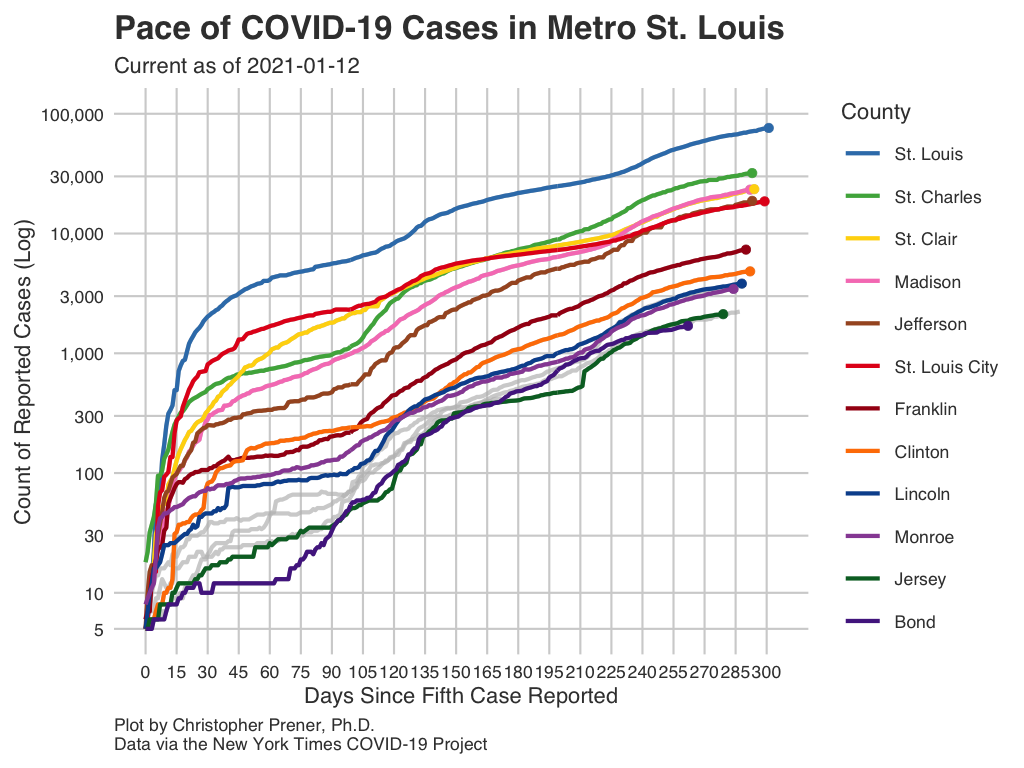 Pace of COVID-19 Cases in Metro St. Louis
Current as of 2021-01-12
Count of Reported Cases (Log)
100,000
30,000
10,000
3,000
1,000
300
100
30
10
5
0 15 30 45 60 75 90 105 120 135 150 165 180 195 210 225 240 255 270 285 300
Days Since Fifth Case Reported
County
St. Louis
St. Charles
St. Clair
Madison
Jefferson
St. Louis City
Franklin
Clinton
Lincoln
Monroe
Jersey
Bond
Plot by Christopher Prener, Ph.D.
Data via the New York Times COVID-19 Project